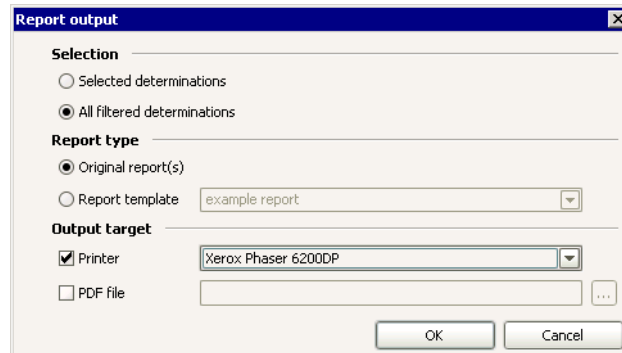 Report output
Selection
Selected determinations
All filtered determinations
Report type
Original report(s)
Report template example report
Output target
Printer Xerox Phaser 6200DP
PDF file ...
OK Cancel